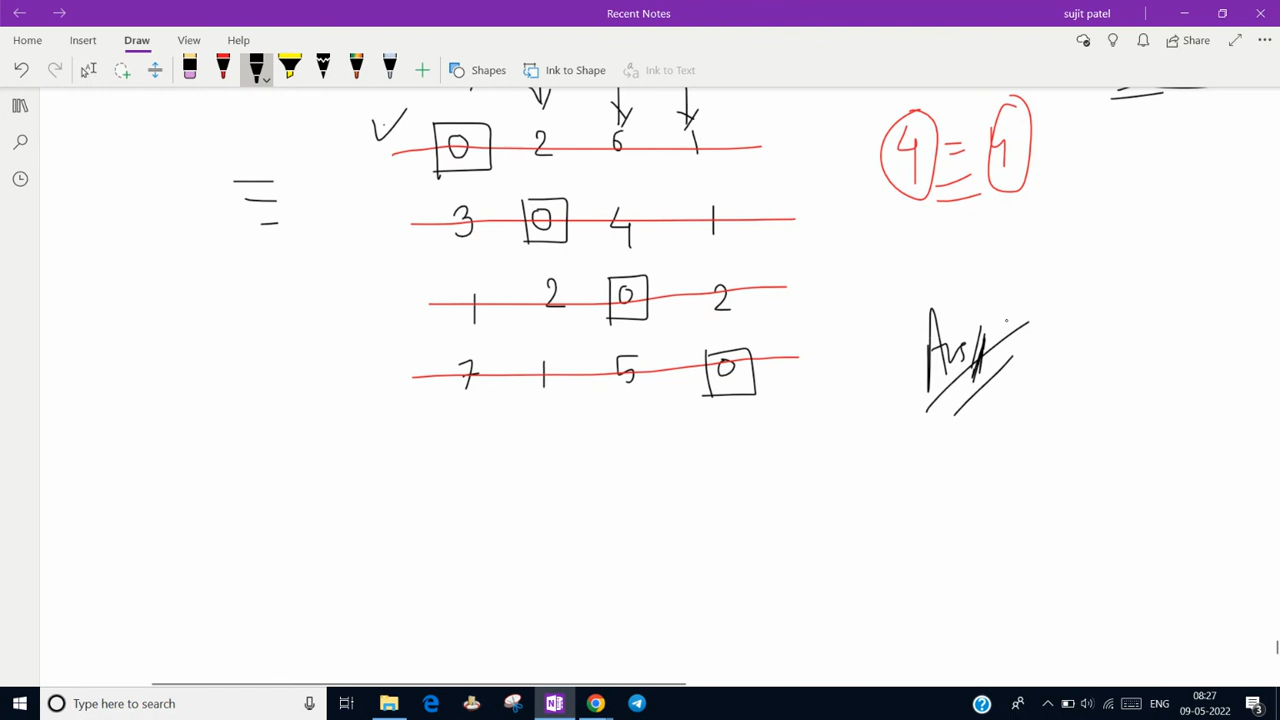 Recent Notes
sujit patel
Home Insert Draw View Help
Share
Shapes
Ink to Shape
Ink to Text
0 2 6 1
4 = 4
3 0 4 1
1 2 0 2
Ans
7 1 5 0
Type here to search
ENG
08:27
09-05-2022
3